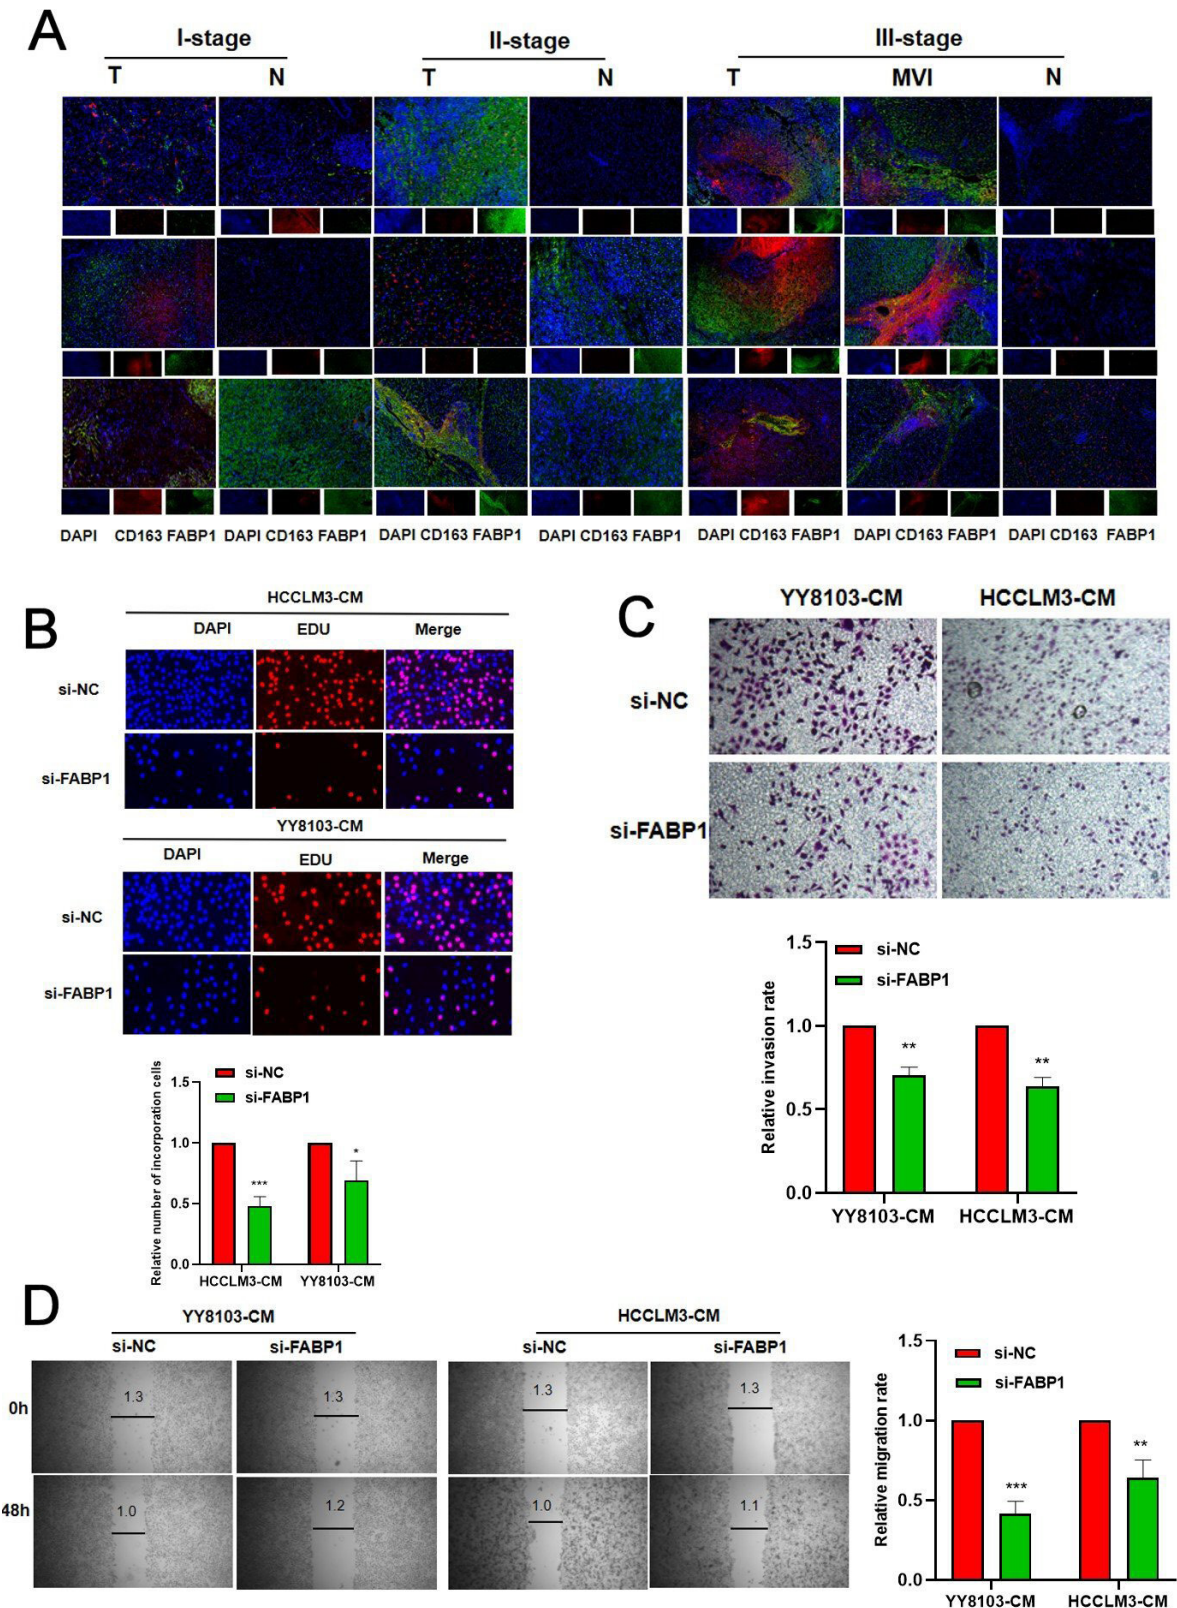 A
I-stage II-stage III-stage
T N T N T MVI N
DAPI CD163 FABP1 DAPI CD163 FABP1 DAPI CD163 FABP1 DAPI CD163 FABP1 DAPI CD163 FABP1 DAPI CD163 FABP1 DAPI CD163 FABP1
B
HCCLM3-CM
DAPI EDU Merge
si-NC
si-FABP1
YY8103-CM
DAPI EDU Merge
si-NC
si-FABP1
Relative number of incorporation cells
si-NC
si-FABP1
1.5
1.0
0.5
0.0
***
*
HCCLM3-CM YY8103-CM
C
YY8103-CM HCCLM3-CM
si-NC
si-FABP1
Relative invasion rate
si-NC
si-FABP1
1.5
1.0
0.5
0.0
**
**
YY8103-CM HCCLM3-CM
D
YY8103-CM HCCLM3-CM
si-NC si-FABP1 si-NC si-FABP1
0h 1.3 1.3 1.3 1.3
48h 1.0 1.2 1.0 1.1
Relative migration rate
si-NC
si-FABP1
1.5
1.0
0.5
0.0
***
**
YY8103-CM HCCLM3-CM